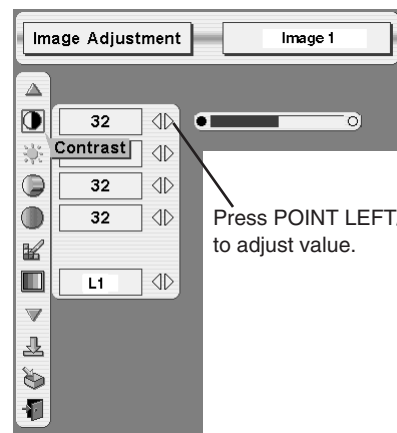 Image Adjustment
Image 1
32
Contrast
32
32
Press POINT LEFT
to adjust value.
L1